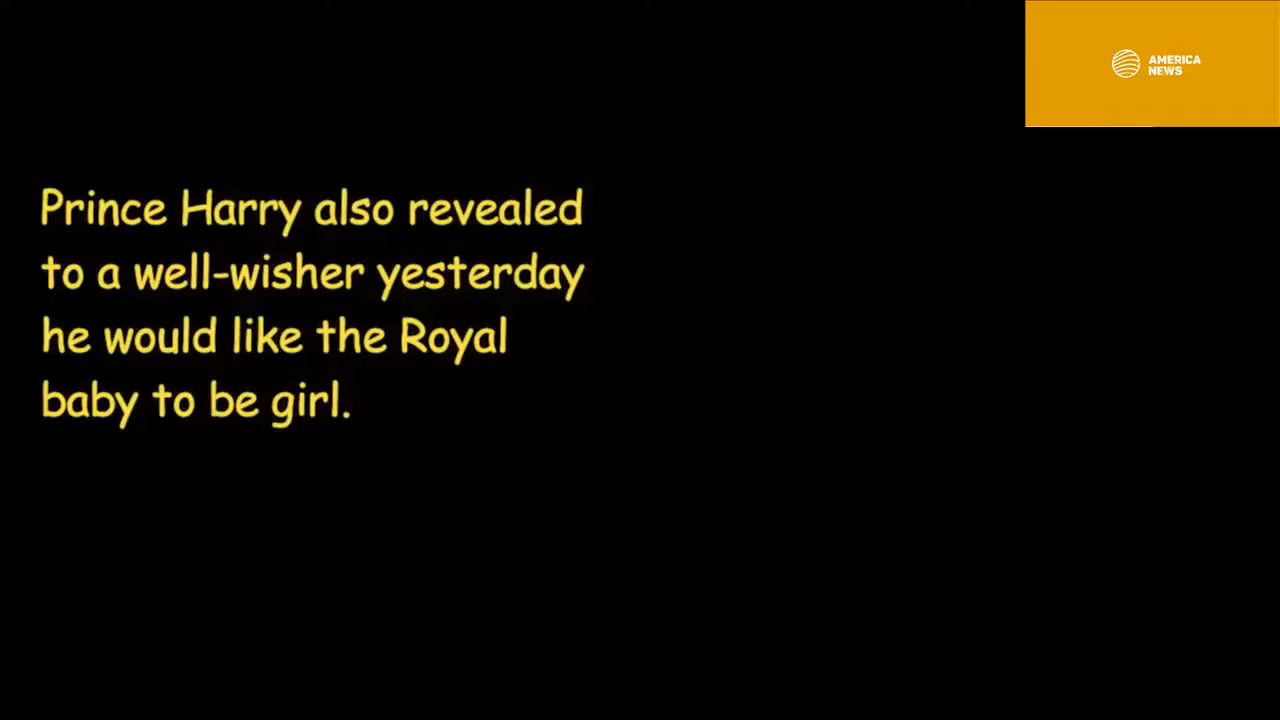 AMERICA
NEWS
Prince Harry also revealed
to a well-wisher yesterday
he would like the Royal
baby to be girl.